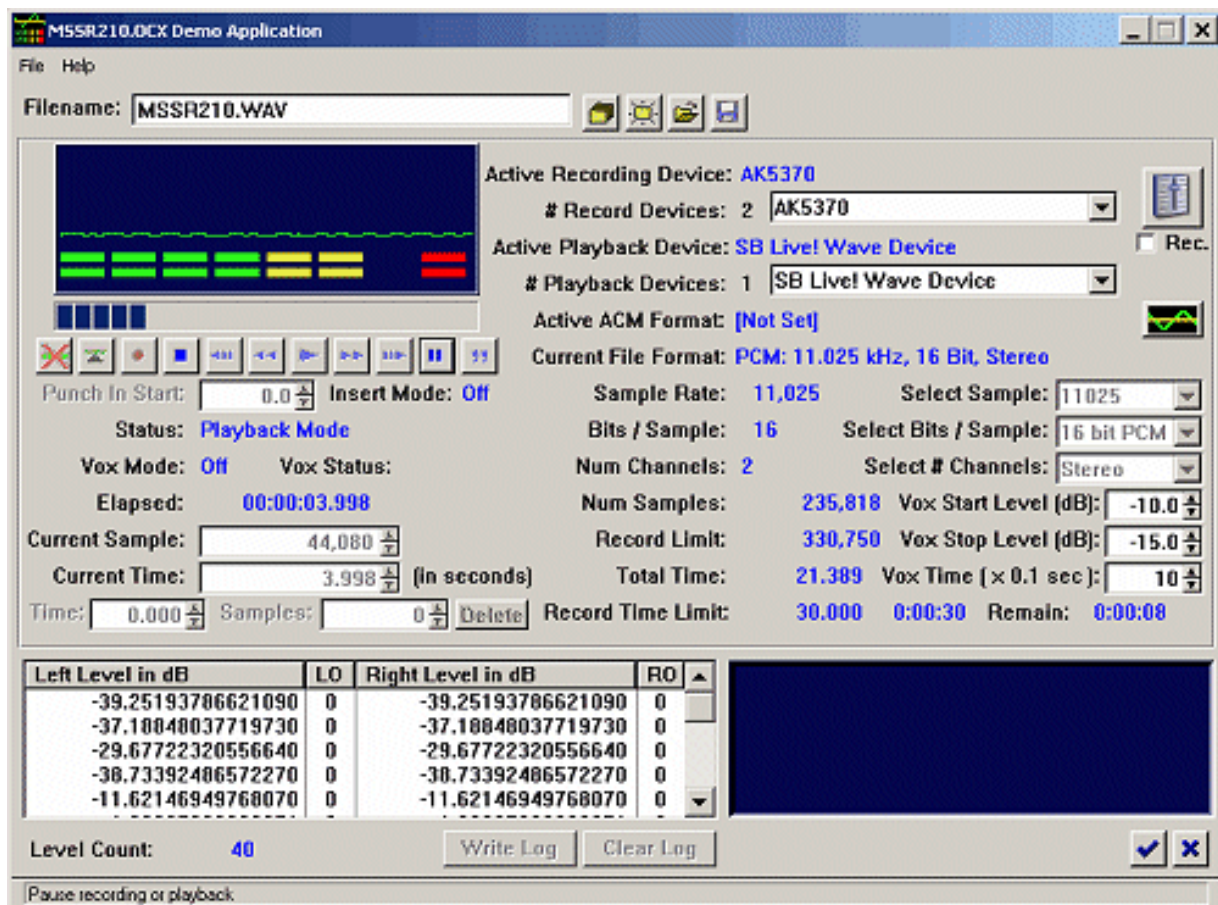 MSSR210.OCX Demo Application
File Help
Filename: MSSR210.WAV
Active Recording Device: AK5370
# Record Devices: 2 AK5370
Rec.
Active Playback Device: SB Live! Wave Device
# Playback Devices: 1 SB Live! Wave Device
Active ACM Format: [Not Set]
Current File Format: PCM: 11.025 kHz, 16 Bit, Stereo
Punch In Start: 0.0 Insert Mode: Off Sample Rate: 11,025 Select Sample: 11025
Status: Playback Mode Bits / Sample: 16 Select Bits / Sample: 16 bit PCM
Vox Mode: Off Vox Status: Num Channels: 2 Select # Channels: Stereo
Elapsed: 00:00:03.998 Num Samples: 235,818 Vox Start Level (dB): -10.0
Current Sample: 44,080 Record Limit: 330,750 Vox Stop Level (dB): -15.0
Current Time: 3.998 (in seconds) Total Time: 21.389 Vox Time ( x 0.1 sec ): 10
Time: 0.000 Samples: 0 Delete Record Time Limit: 30.000 0:00:30 Remain: 0:00:08
Left Level in dB LO Right Level in dB RO
-39.25193786621090 0 -39.25193786621090 0
-37.18848037719730 0 -37.18848037719730 0
-29.67722320556640 0 -29.67722320556640 0
-38.73392486572270 0 -38.73392486572270 0
-11.62146949768070 0 -11.62146949768070 0
Level Count: 40 Write Log Clear Log
Pause recording or playback